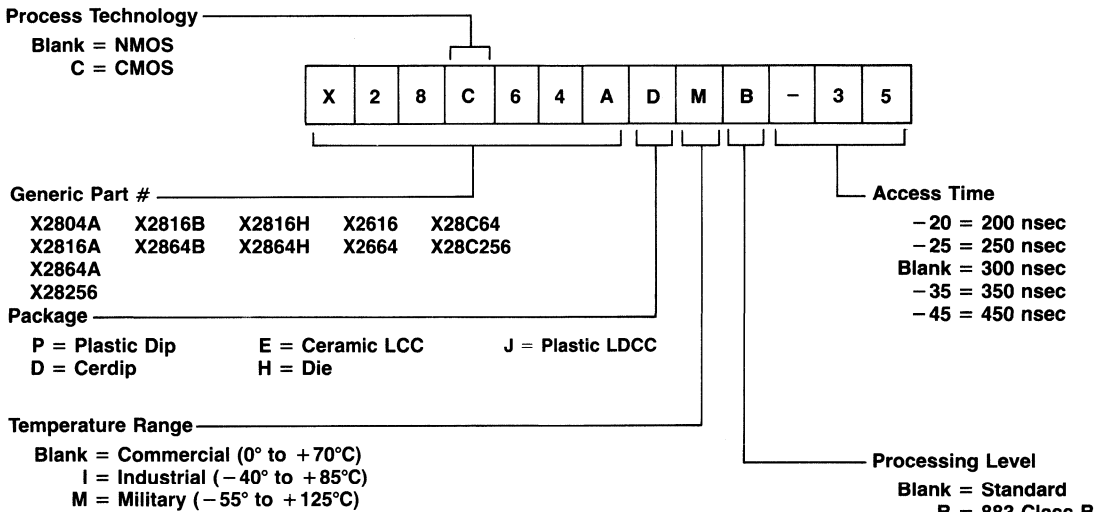 Process Technology
Blank = NMOS
C = CMOS
X 2 8 C 6 4 A D M B - 3 5
Generic Part #
X2804A X2816B X2816H X2616 X28C64
X2816A X2864B X2864H X2664 X28C256
X2864A
X28256
Access Time
-20 = 200 nsec
-25 = 250 nsec
Blank = 300 nsec
-35 = 350 nsec
-45 = 450 nsec
Package
P = Plastic Dip E = Ceramic LCC J = Plastic LDCC
D = Cerdip H = Die
Temperature Range
Blank = Commercial (0° to +70°C)
I = Industrial (-40° to +85°C)
M = Military (-55° to +125°C)
Processing Level
Blank = Standard
B = 883 Class B